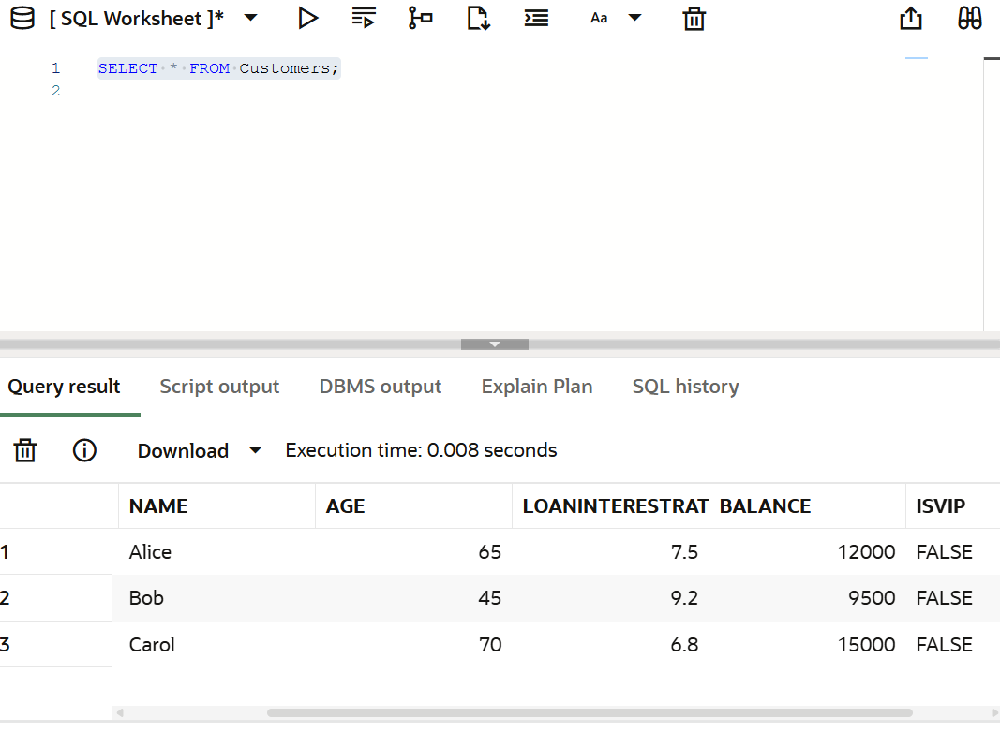 [ SQL Worksheet ]* Aa
1 SELECT * FROM Customers;
2
Query result Script output DBMS output Explain Plan SQL history
Download Execution time: 0.008 seconds
NAME AGE LOANINTERESTRAT BALANCE ISVIP
1 Alice 65 7.5 12000 FALSE
2 Bob 45 9.2 9500 FALSE
3 Carol 70 6.8 15000 FALSE